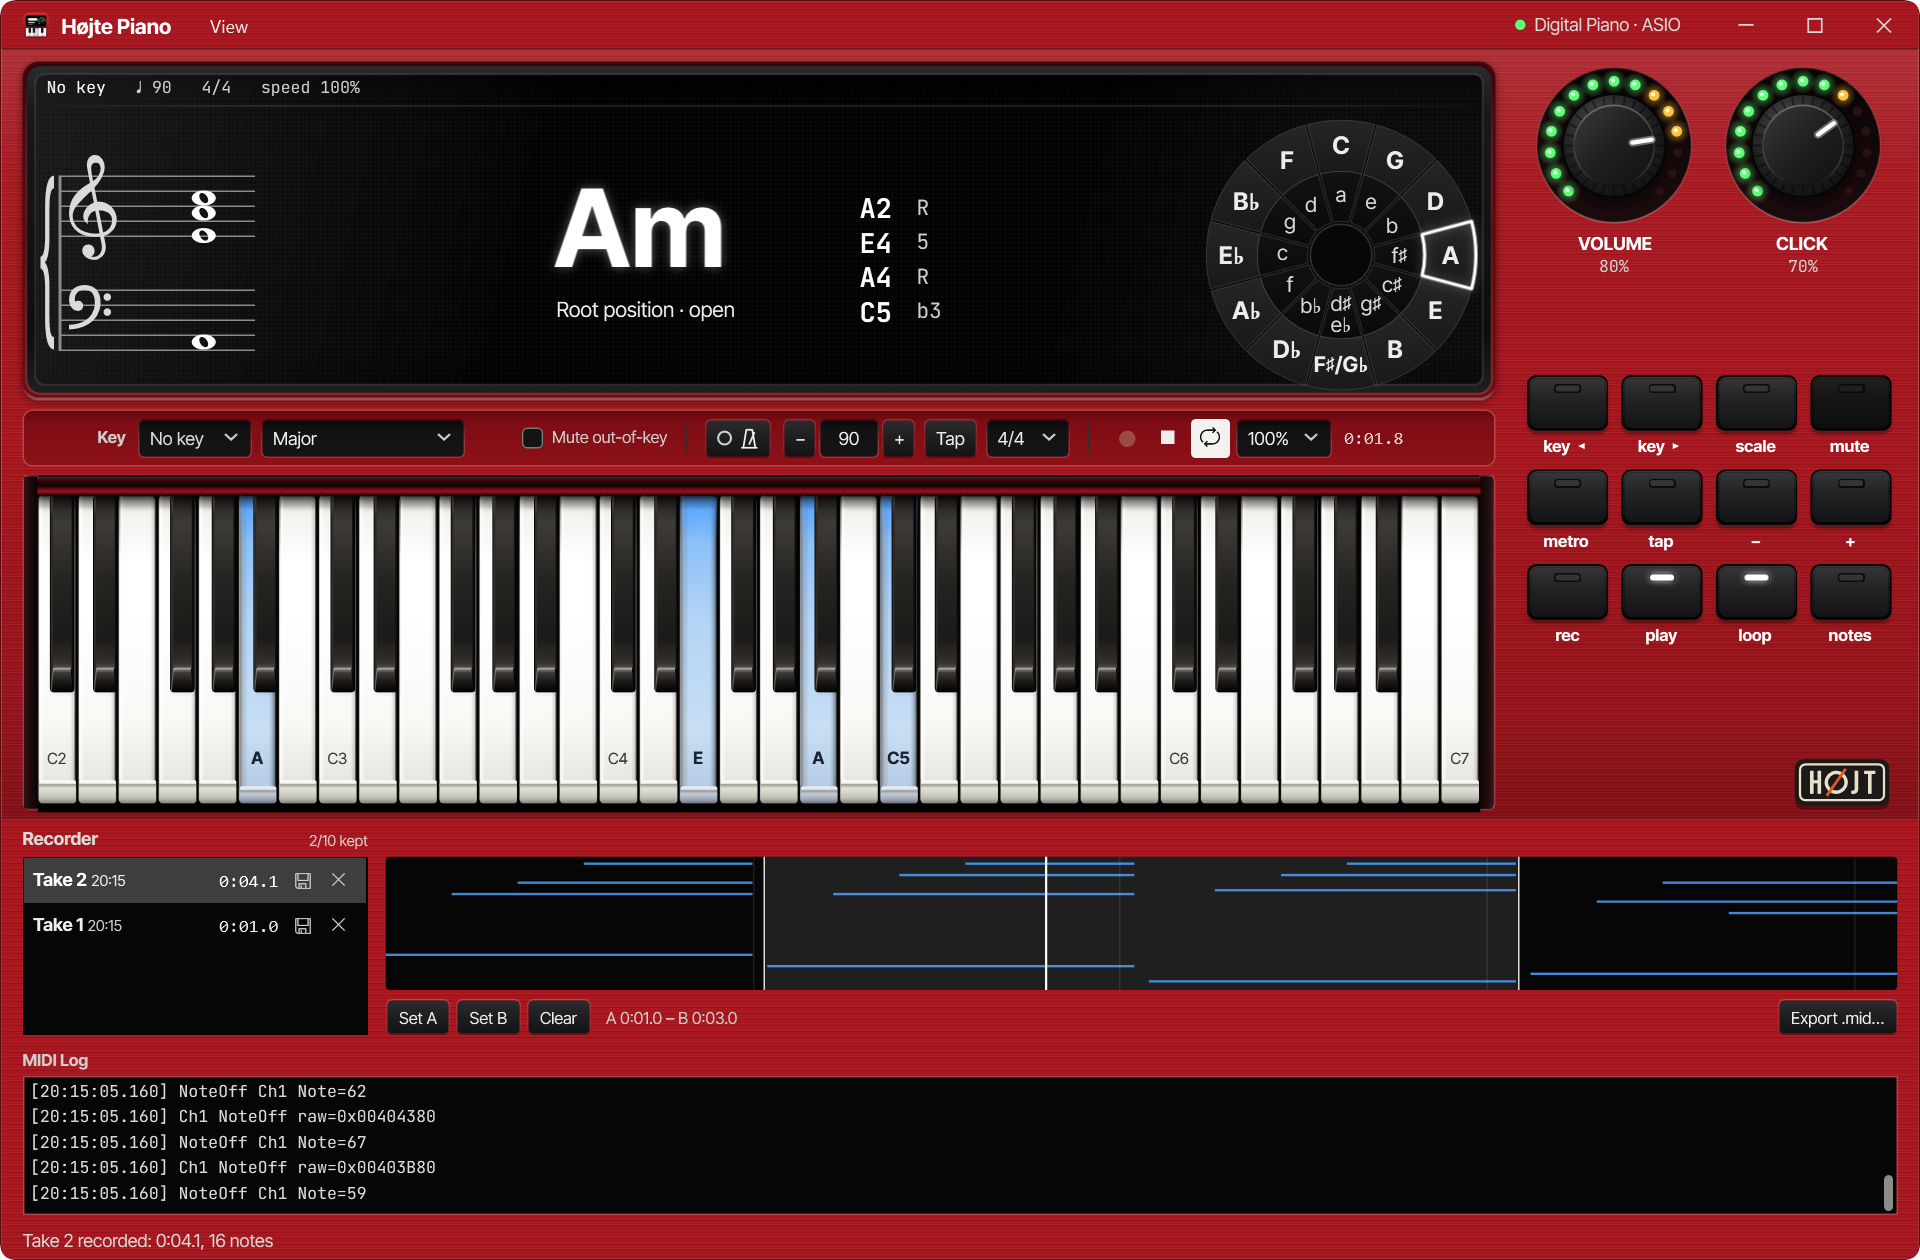 Højte Piano View Digital Piano · ASIO
No key ♩ 90 4/4 speed 100%
Am
Root position · open
A2 R
E4 5
A4 R
C5 b3
C
G
D
A
E
B
F♯/G♭
D♭
A♭
E♭
B♭
F
a
e
b
f♯
c♯
g♯
d♯
e♭
b♭
f
c
g
d
VOLUME
80%
CLICK
70%
Key No key Major Mute out-of-key − 90 + Tap 4/4 100% 0:01.8
key ◂ key ▸ scale mute
metro tap − +
rec play loop notes
C2 A C3 C4 E A C5 C6 C7
HØJT
Recorder 2/10 kept
Take 2 20:15 0:04.1
Take 1 20:15 0:01.0
Set A Set B Clear A 0:01.0 – B 0:03.0 Export .mid...
MIDI Log
[20:15:05.160] NoteOff Ch1 Note=62
[20:15:05.160] Ch1 NoteOff raw=0x00404380
[20:15:05.160] NoteOff Ch1 Note=67
[20:15:05.160] Ch1 NoteOff raw=0x00403B80
[20:15:05.160] NoteOff Ch1 Note=59
Take 2 recorded: 0:04.1, 16 notes